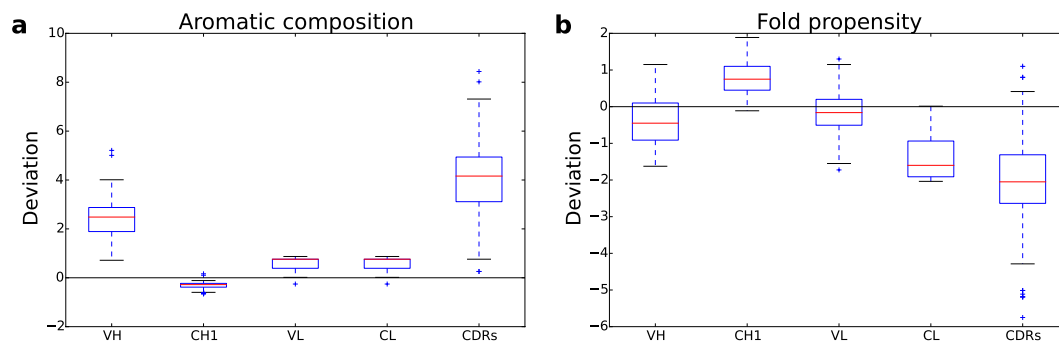 a
Aromatic composition
10
8
6
4
2
0
−2
Deviation
VH CH1 VL CL CDRs
b
Fold propensity
2
1
0
−1
−2
−3
−4
−5
−6
Deviation
VH CH1 VL CL CDRs